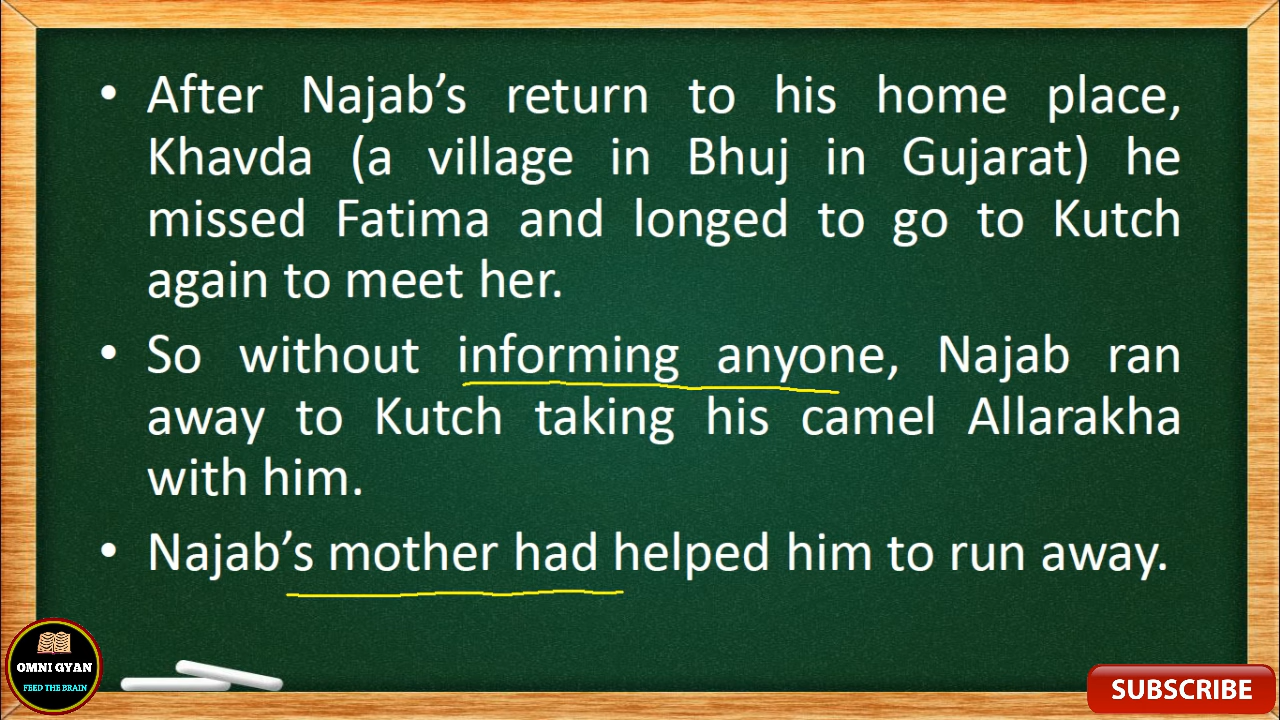 • After Najab’s return to his home place,
Khavda (a village in Bhuj in Gujarat) he
missed Fatima and longed to go to Kutch
again to meet her.
• So without informing anyone, Najab ran
away to Kutch taking his camel Allarakha
with him.
• Najab’s mother had helped him to run away.
OMNI GYAN
FEED THE BRAIN
SUBSCRIBE